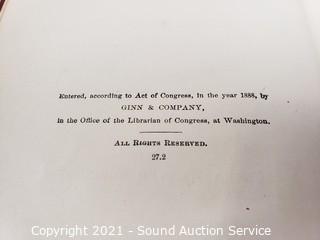 Entered, according to Act of Congress, in the year 1888, by
GINN & COMPANY,
in the Office of the Librarian of Congress, at Washington.
ALL RIGHTS RESERVED.
27.2
Copyright 2021 - Sound Auction Service